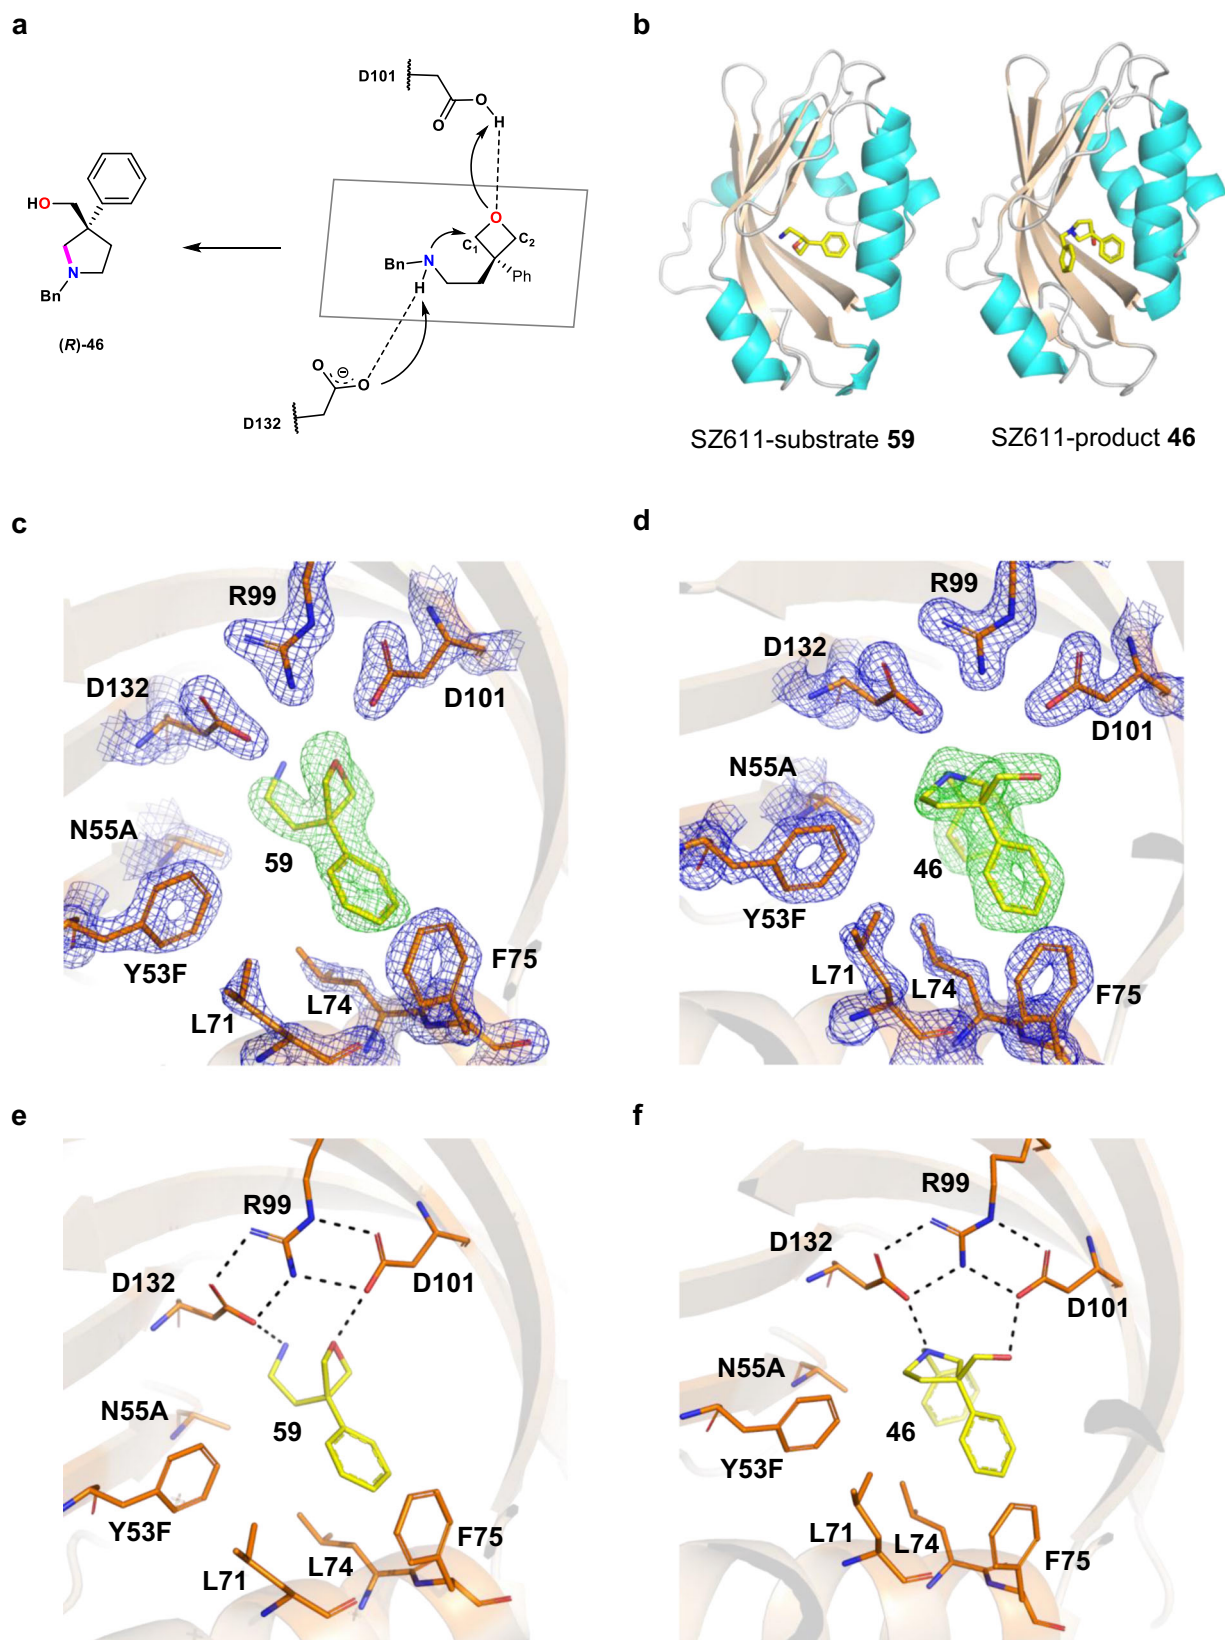 a
D101
O
O
H
HO
N
Bn
(R)-46
O
C1
C2
Bn
N
H
Ph
O
⊖
O
D132
b
SZ611-substrate 59
SZ611-product 46
c
R99
D132
D101
N55A
59
Y53F
F75
L74
L71
d
R99
D132
D101
N55A
46
Y53F
L71
L74
F75
e
R99
D132
D101
N55A
59
Y53F
F75
L74
L71
f
R99
D132
D101
N55A
46
Y53F
L71
L74
F75